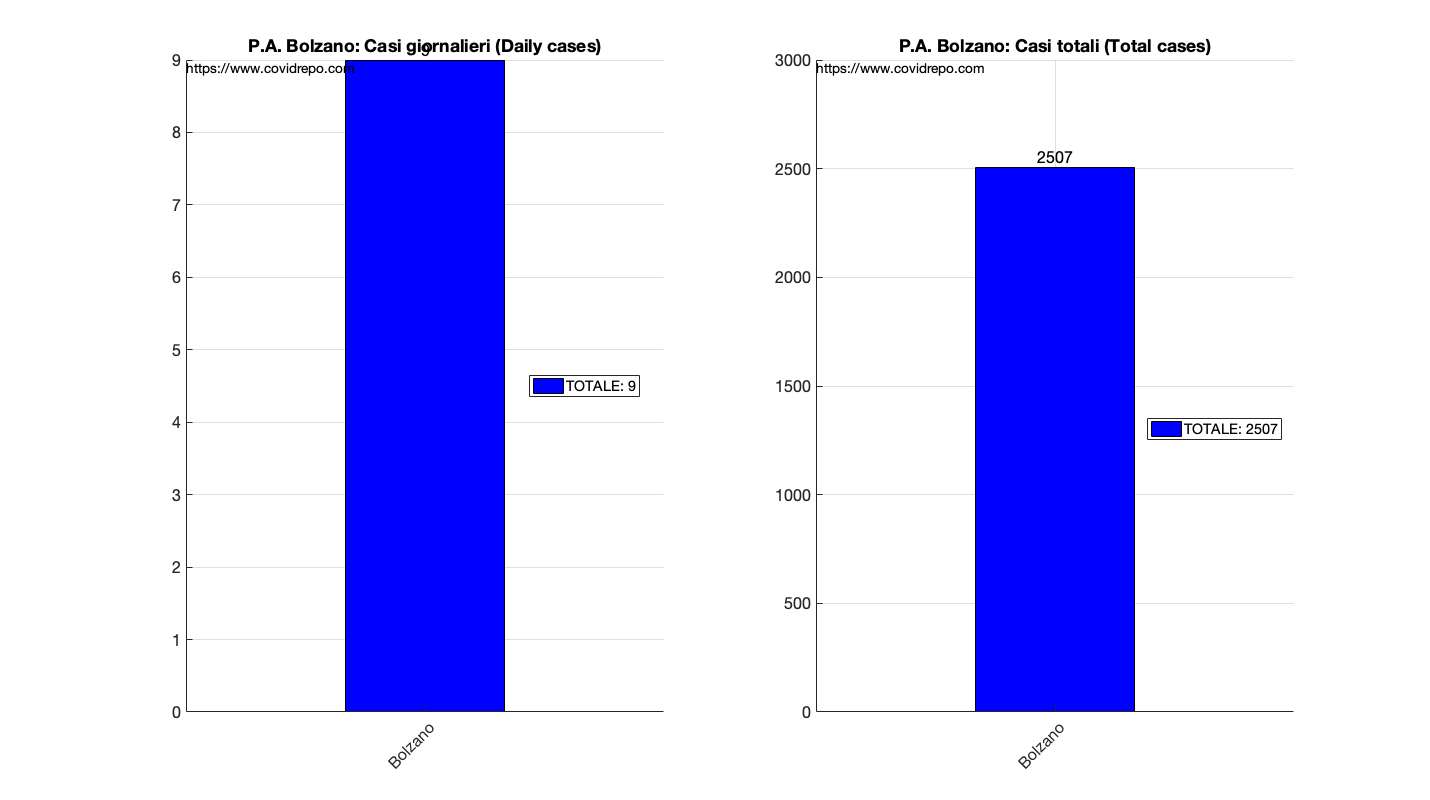 P.A. Bolzano: Casi giornalieri (Daily cases)
9
https://www.covidrepo.com
9
8
7
6
5
4
3
2
1
0
TOTALE: 9
Bolzano
P.A. Bolzano: Casi totali (Total cases)
https://www.covidrepo.com
3000
2500
2000
1500
1000
500
0
2507
TOTALE: 2507
Bolzano